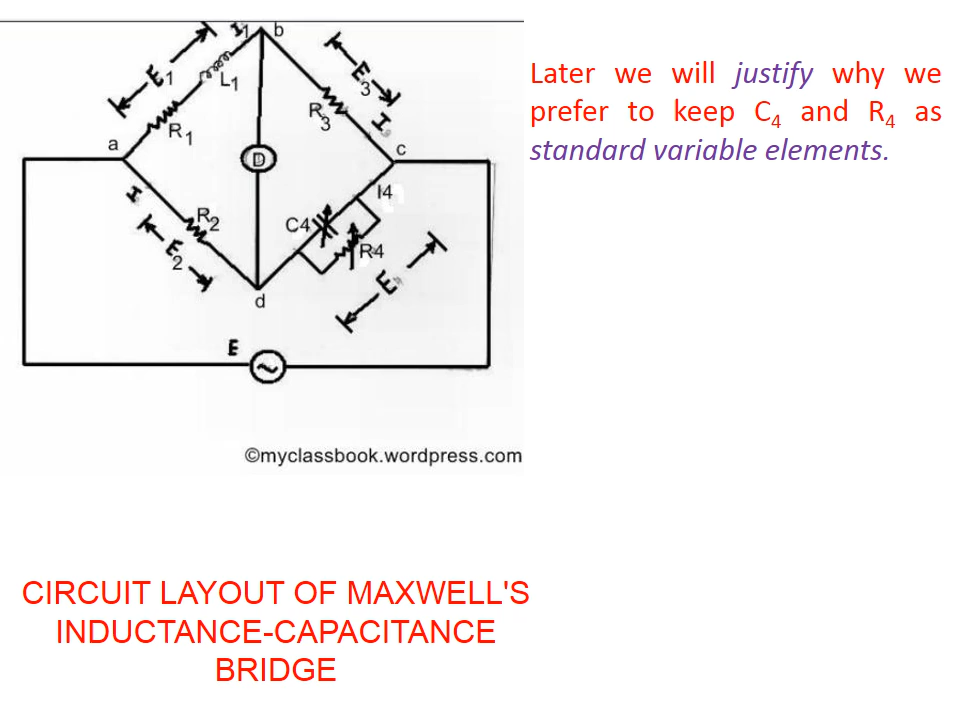 I1
b
E1
L1
E3
R3
R1
I3
a
D
c
I
I4
R2
C4
R4
E2
E
d
E
©myclassbook.wordpress.com
Later we will justify why we
prefer to keep C4 and R4 as
standard variable elements.
CIRCUIT LAYOUT OF MAXWELL'S
INDUCTANCE-CAPACITANCE
BRIDGE